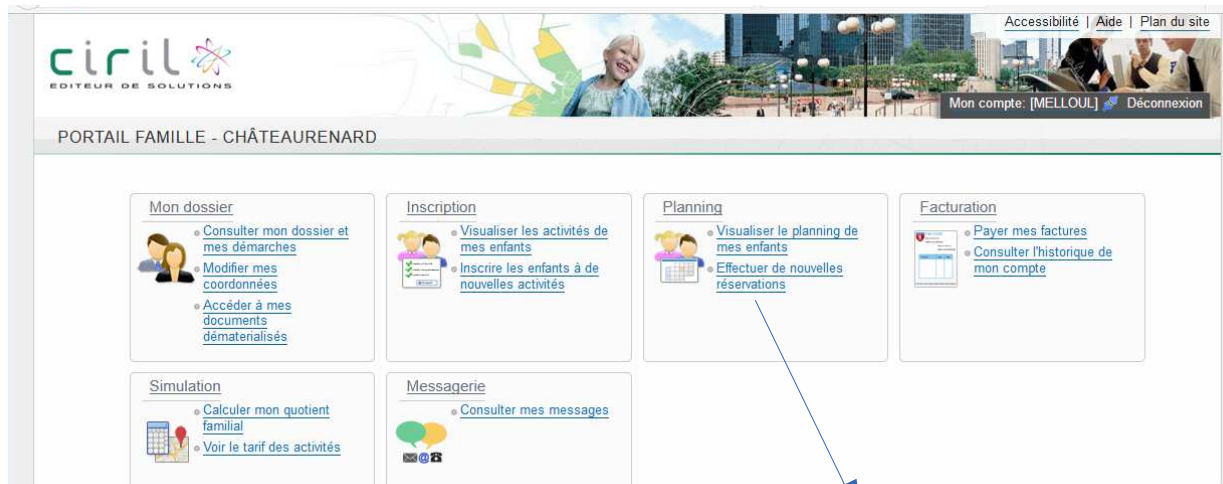 Accessibilité | Aide | Plan du site
ciril
EDITEUR DE SOLUTIONS
Mon compte: [MELLOUL] Déconnexion
PORTAIL FAMILLE - CHÂTEAURENARD
Mon dossier
Consulter mon dossier et
mes démarches
Modifier mes
coordonnées
Accéder à mes
documents
dématerialisés
Inscription
Visualiser les activités de
mes enfants
Inscrire les enfants à de
nouvelles activités
Planning
Visualiser le planning de
mes enfants
Effectuer de nouvelles
réservations
Facturation
Payer mes factures
Consulter l'historique de
mon compte
Simulation
Calculer mon quotient
familial
Voir le tarif des activités
Messagerie
Consulter mes messages